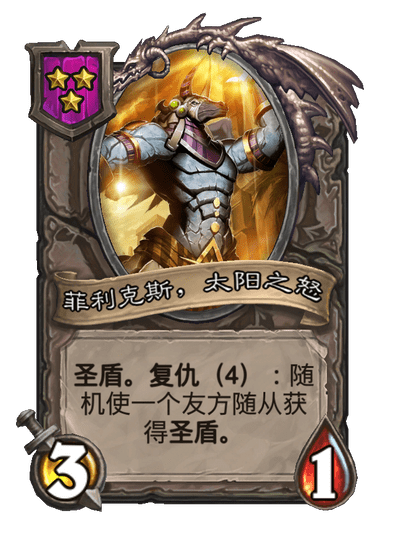 菲利克斯，太阳之怒
圣盾。复仇（4）：随
机使一个友方随从获
得圣盾。
3
1